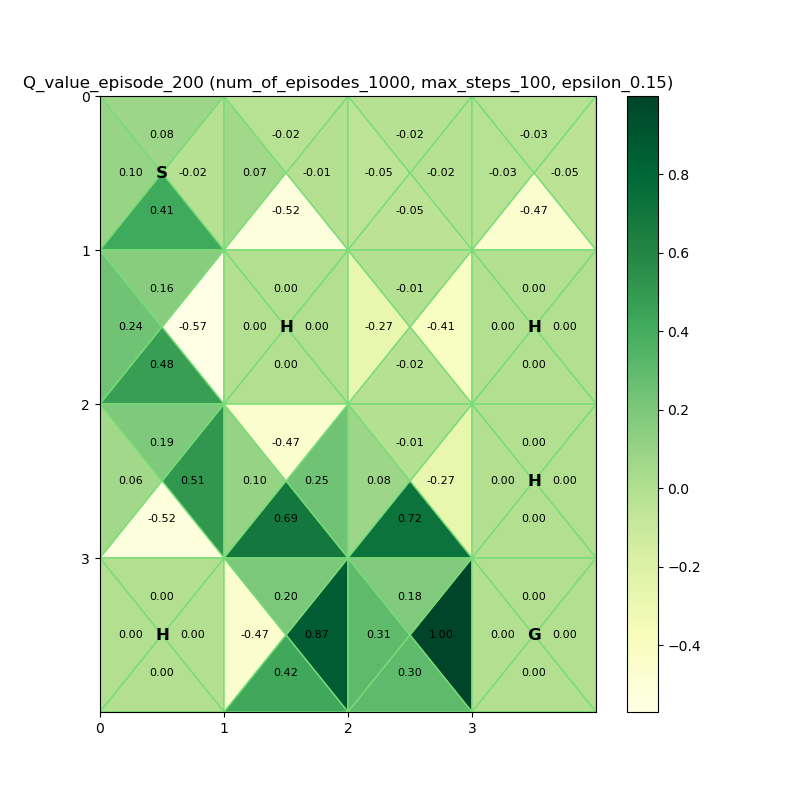 Q_value_episode_200 (num_of_episodes_1000, max_steps_100, epsilon_0.15)
0
0.08 -0.02 -0.02 -0.03
0.10 S -0.02 0.07 -0.01 -0.05 -0.02 -0.03 -0.05
0.8
0.41 -0.52 -0.05 -0.47
1
0.6
0.16 0.00 -0.01 0.00
0.24 -0.57 0.00 H 0.00 -0.27 -0.41 0.00 H 0.00
0.4
0.48 0.00 -0.02 0.00
2
0.2
0.19 -0.47 -0.01 0.00
0.06 0.51 0.10 0.25 0.08 -0.27 0.00 H 0.00
0.0
-0.52 0.69 0.72 0.00
3
−0.2
0.00 0.20 0.18 0.00
0.00 H 0.00 -0.47 0.87 0.31 1.00 0.00 G 0.00
−0.4
0.00 0.42 0.30 0.00
0 1 2 3